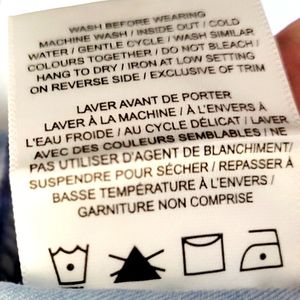 WASH BEFORE WEARING
MACHINE WASH / INSIDE OUT / COLD
WATER / GENTLE CYCLE / WASH SIMILAR
COLOURS TOGETHER / DO NOT BLEACH /
HANG TO DRY / IRON AT LOW SETTING
ON REVERSE SIDE / EXCLUSIVE OF TRIM
LAVER AVANT DE PORTER
LAVER À LA MACHINE / À L'ENVERS À
L'EAU FROIDE / AU CYCLE DÉLICAT / LAVER
AVEC DES COULEURS SEMBLABLES / NE
PAS UTILISER D'AGENT DE BLANCHIMENT/
SUSPENDRE POUR SÉCHER / REPASSER À
BASSE TEMPÉRATURE À L'ENVERS /
GARNITURE NON COMPRISE